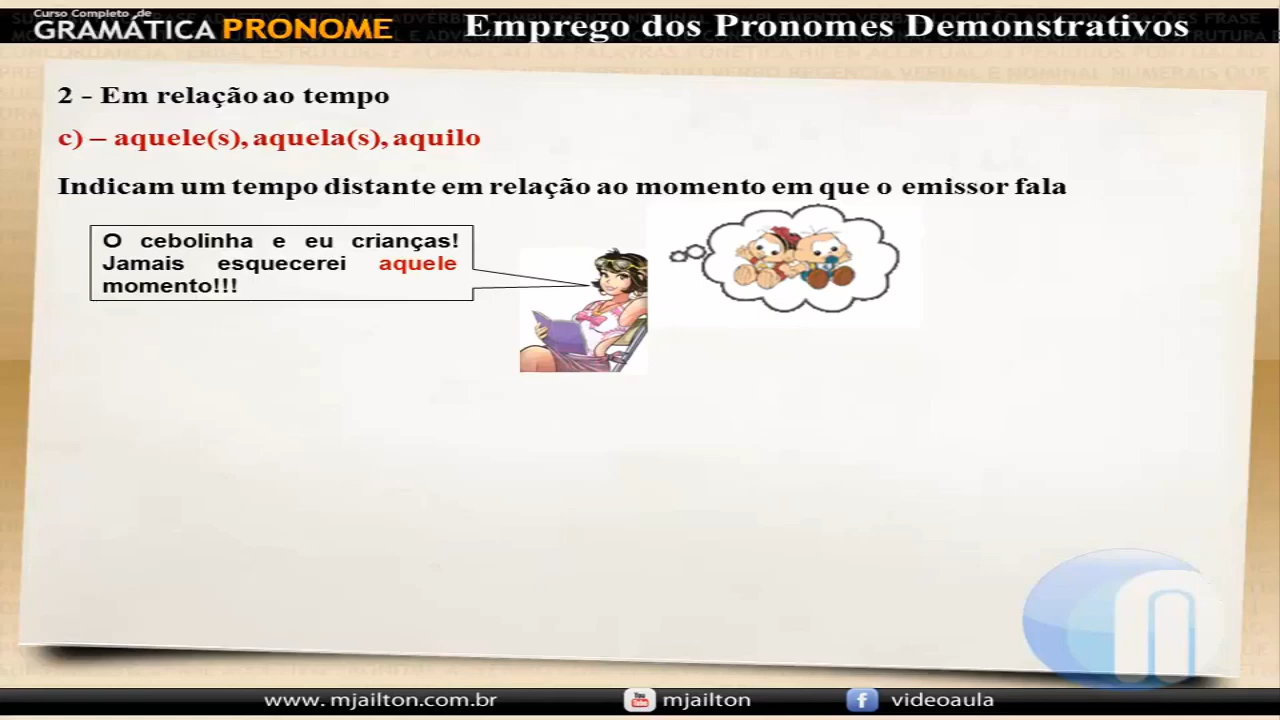 Curso Completo de
GRAMÁTICA PRONOME
Emprego dos Pronomes Demonstrativos
2 - Em relação ao tempo
c) – aquele(s), aquela(s), aquilo
Indicam um tempo distante em relação ao momento em que o emissor fala
O cebolinha e eu crianças!
Jamais esquecerei aquele
momento!!!
www. mjailton.com.br
You Tube
mjailton
f
videoaula